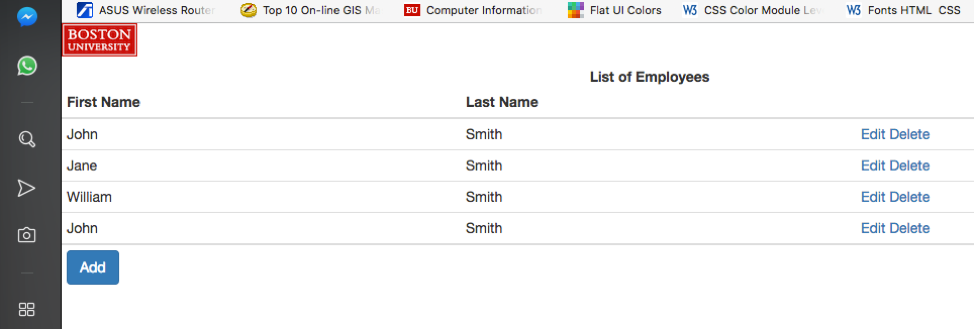 ASUS Wireless Router Top 10 On-line GIS Ma BU Computer Information Flat UI Colors W3 CSS Color Module Lev W3 Fonts HTML CSS
BOSTON
UNIVERSITY
List of Employees
First Name Last Name
John Smith Edit Delete
Jane Smith Edit Delete
William Smith Edit Delete
John Smith Edit Delete
Add